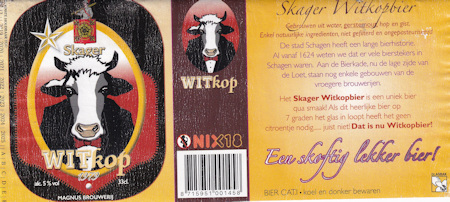 Skager
WITkop
BIER
alc. 5% vol
33cl.
MAGNUS BROUWERIJ
WITkop
NIX18
8 715951 001458
Skager Witkopbier
Gebrouwen uit water, gerstemout, hop en gist.
Enkel natuurlijke ingrediënten, niet gefilterd en ongepasteuriseerd
De stad Schagen heeft een lange bierhistorie.
Al vanaf 1624 weten we dat er vele bierstekers in
Schagen waren. Aan de Bierkade, nu de lage zijde van
de Loet, staan nog enkele gebouwen van de
vroegere brouwerijen.
Het Skager Witkopbier is een uniek bier
qua smaak! Als dit heerlijke bier op
7 graden het glas in loopt heeft het geen
citroentje nodig..... juist niet! Dat is nu Witkopbier!
Een skoftig lekker bier!
BIER CAT.I • koel en donker bewaren